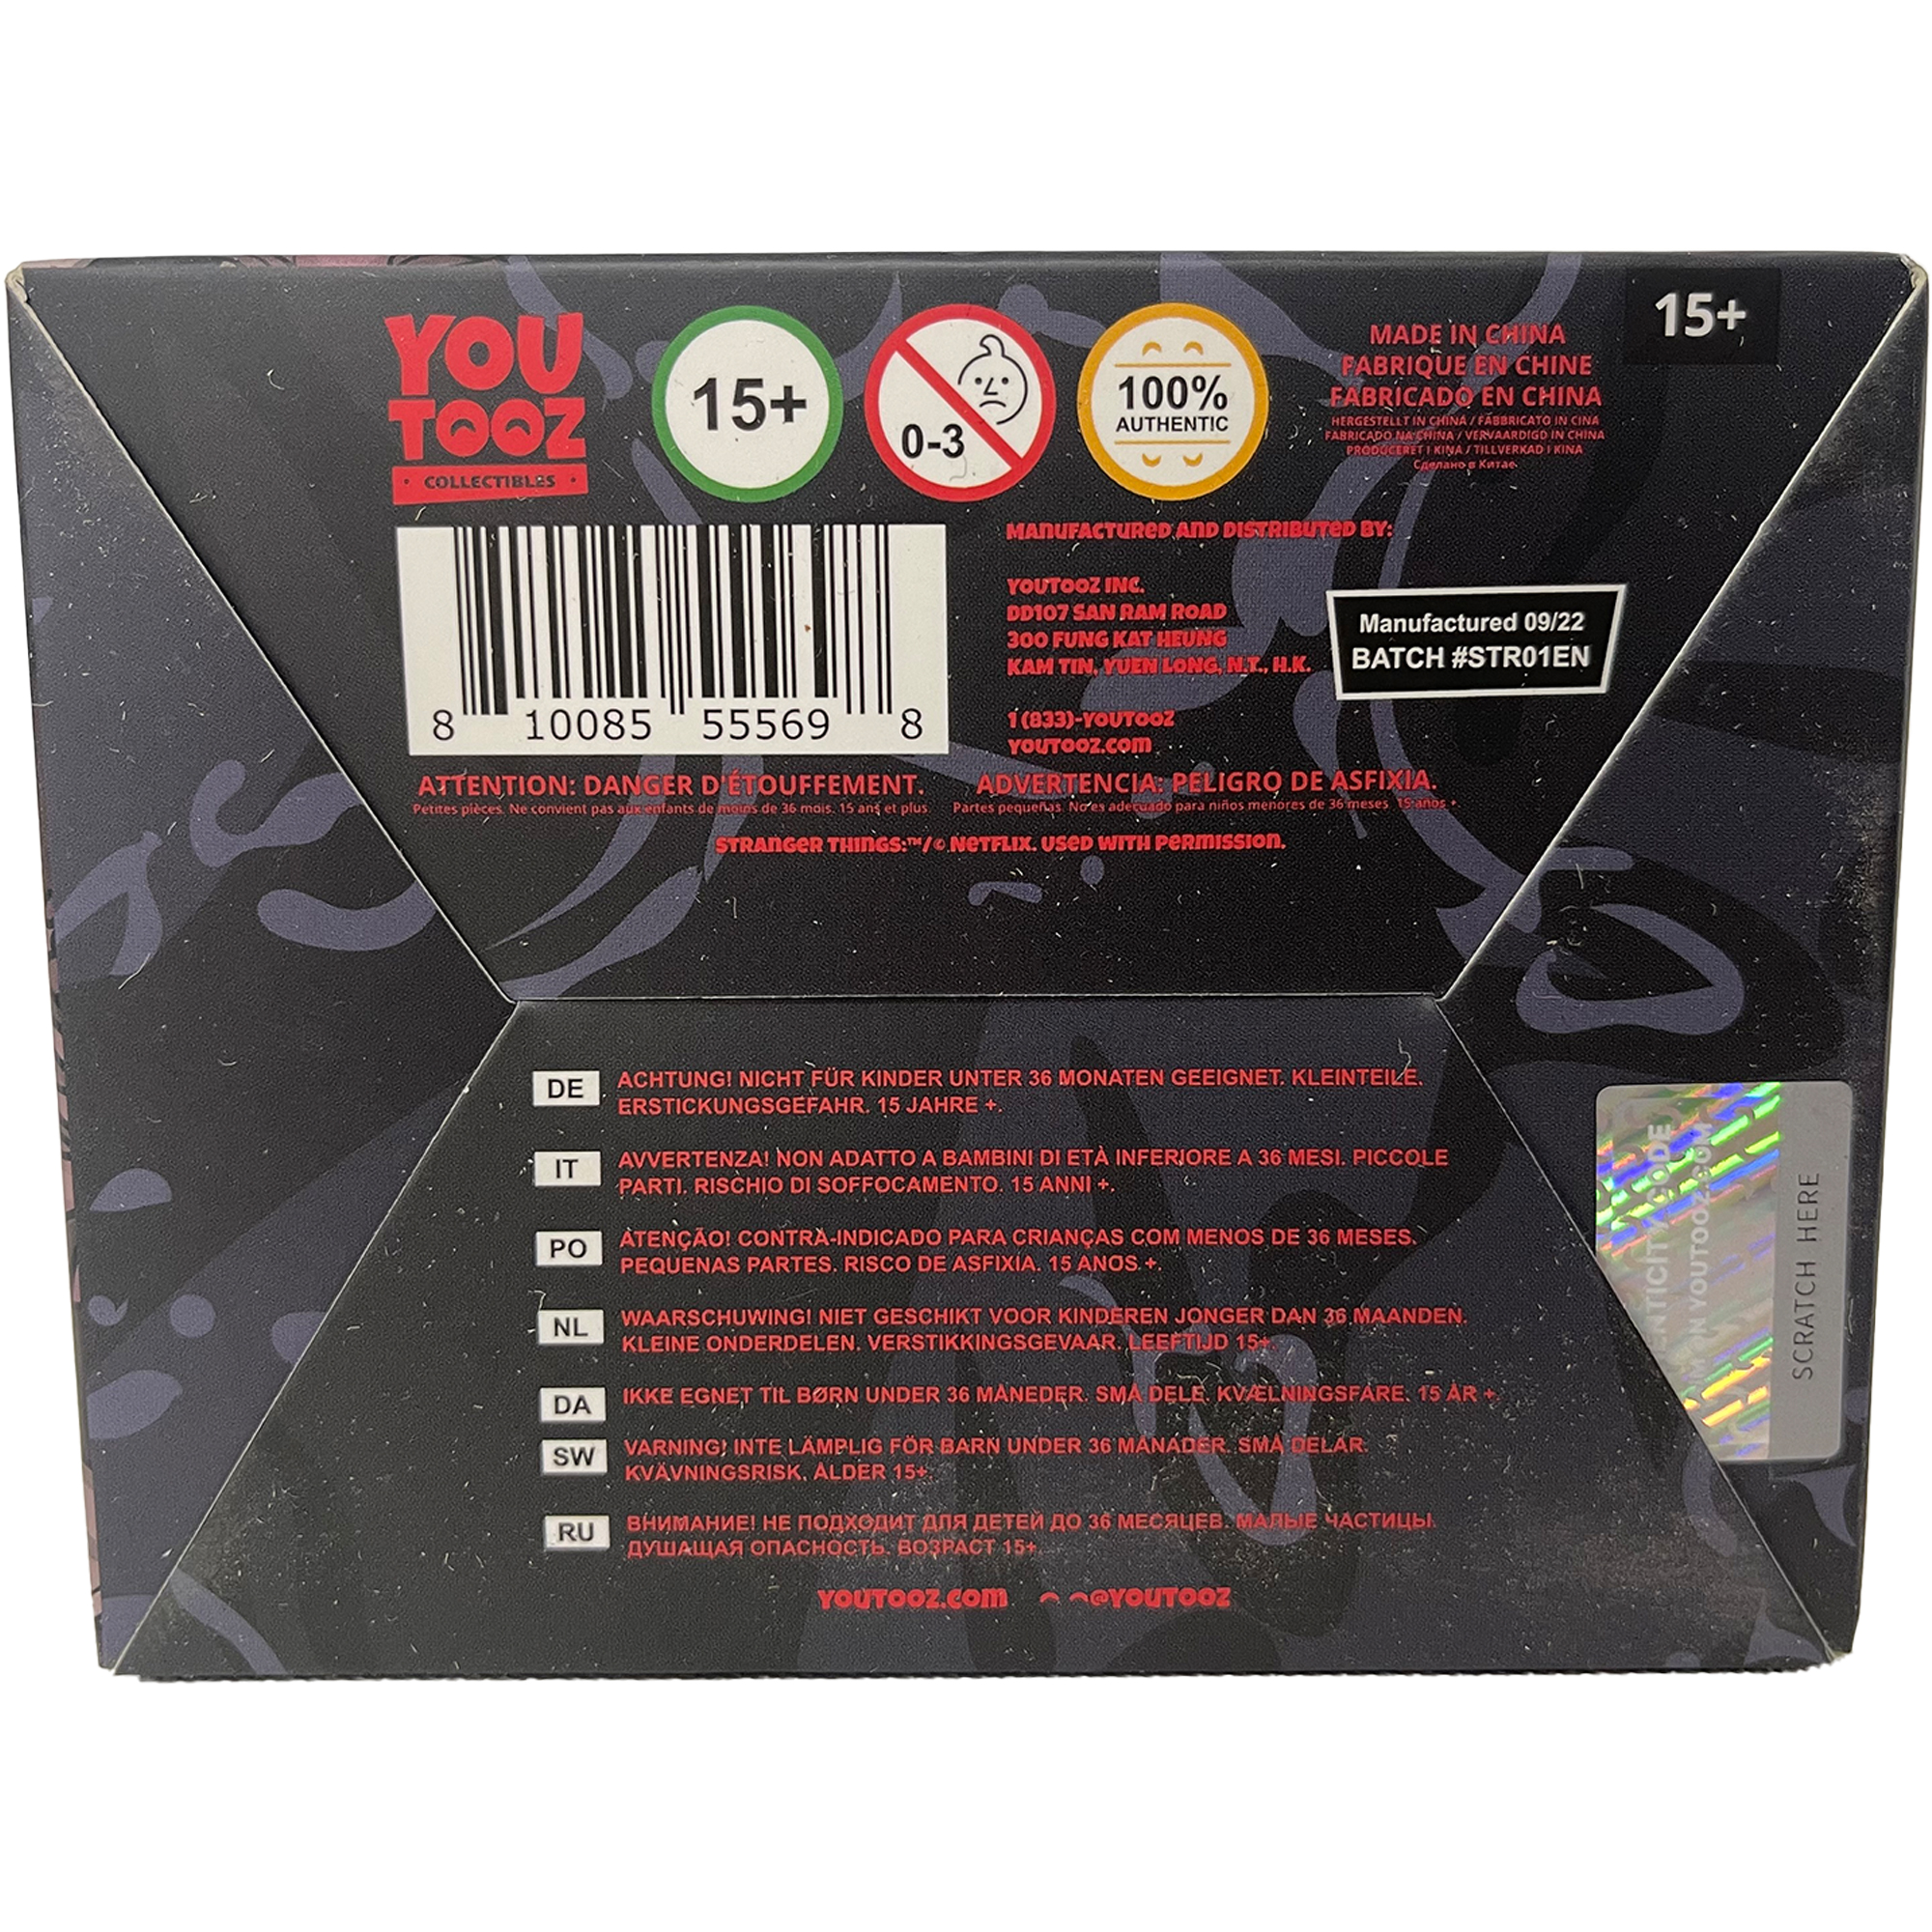 YOU
TOOZ
• COLLECTIBLES •
15+
0-3
100%
AUTHENTIC
MADE IN CHINA
FABRIQUE EN CHINE
FABRICADO EN CHINA
HERGESTELLT IN CHINA / FABBRICATO IN CINA
FABRICADO NA CHINA / VERVAARDIGD IN CHINA
PRODUCERET I KINA / TILLVERKAD I KINA
Сделано в Китае
15+
8 10085 55569 8
MANUFACTURED AND DISTRIBUTED BY:
YOUTOOZ INC.
DD107 SAN RAM ROAD
300 FUNG KAT HEUNG
KAM TIN, YUEN LONG, N.T., H.K.
1 (833)-YOUTOOZ
YOUTOOZ.COM
Manufactured 09/22
BATCH #STR01EN
ATTENTION: DANGER D'ÉTOUFFEMENT.
Petites pièces. Ne convient pas aux enfants de moins de 36 mois. 15 ans et plus.
ADVERTENCIA: PELIGRO DE ASFIXIA.
Partes pequeñas. No es adecuado para niños menores de 36 meses. 15 años +.
STRANGER THINGS:™/© NETFLIX. USED WITH PERMISSION.
DE ACHTUNG! NICHT FÜR KINDER UNTER 36 MONATEN GEEIGNET. KLEINTEILE.
ERSTICKUNGSGEFAHR. 15 JAHRE +.
IT AVVERTENZA! NON ADATTO A BAMBINI DI ETÀ INFERIORE A 36 MESI. PICCOLE
PARTI. RISCHIO DI SOFFOCAMENTO. 15 ANNI +.
PO ATENÇÃO! CONTRA-INDICADO PARA CRIANÇAS COM MENOS DE 36 MESES.
PEQUENAS PARTES. RISCO DE ASFIXIA. 15 ANOS +.
NL WAARSCHUWING! NIET GESCHIKT VOOR KINDEREN JONGER DAN 36 MAANDEN.
KLEINE ONDERDELEN. VERSTIKKINGSGEVAAR. LEEFTIJD 15+.
DA IKKE EGNET TIL BØRN UNDER 36 MÅNEDER. SMÅ DELE. KVÆLNINGSFARE. 15 ÅR +.
SW VARNING! INTE LÄMPLIG FÖR BARN UNDER 36 MÅNADER. SMÅ DELAR.
KVÄVNINGSRISK, ÅLDER 15+.
RU ВНИМАНИЕ! НЕ ПОДХОДИТ ДЛЯ ДЕТЕЙ ДО 36 МЕСЯЦЕВ. МАЛЫЕ ЧАСТИЦЫ.
ДУШАЩАЯ ОПАСНОСТЬ. ВОЗРАСТ 15+.
YOUTOOZ.COM @YOUTOOZ
CODE
ON YOUTOOZ.COM
SCRATCH HERE